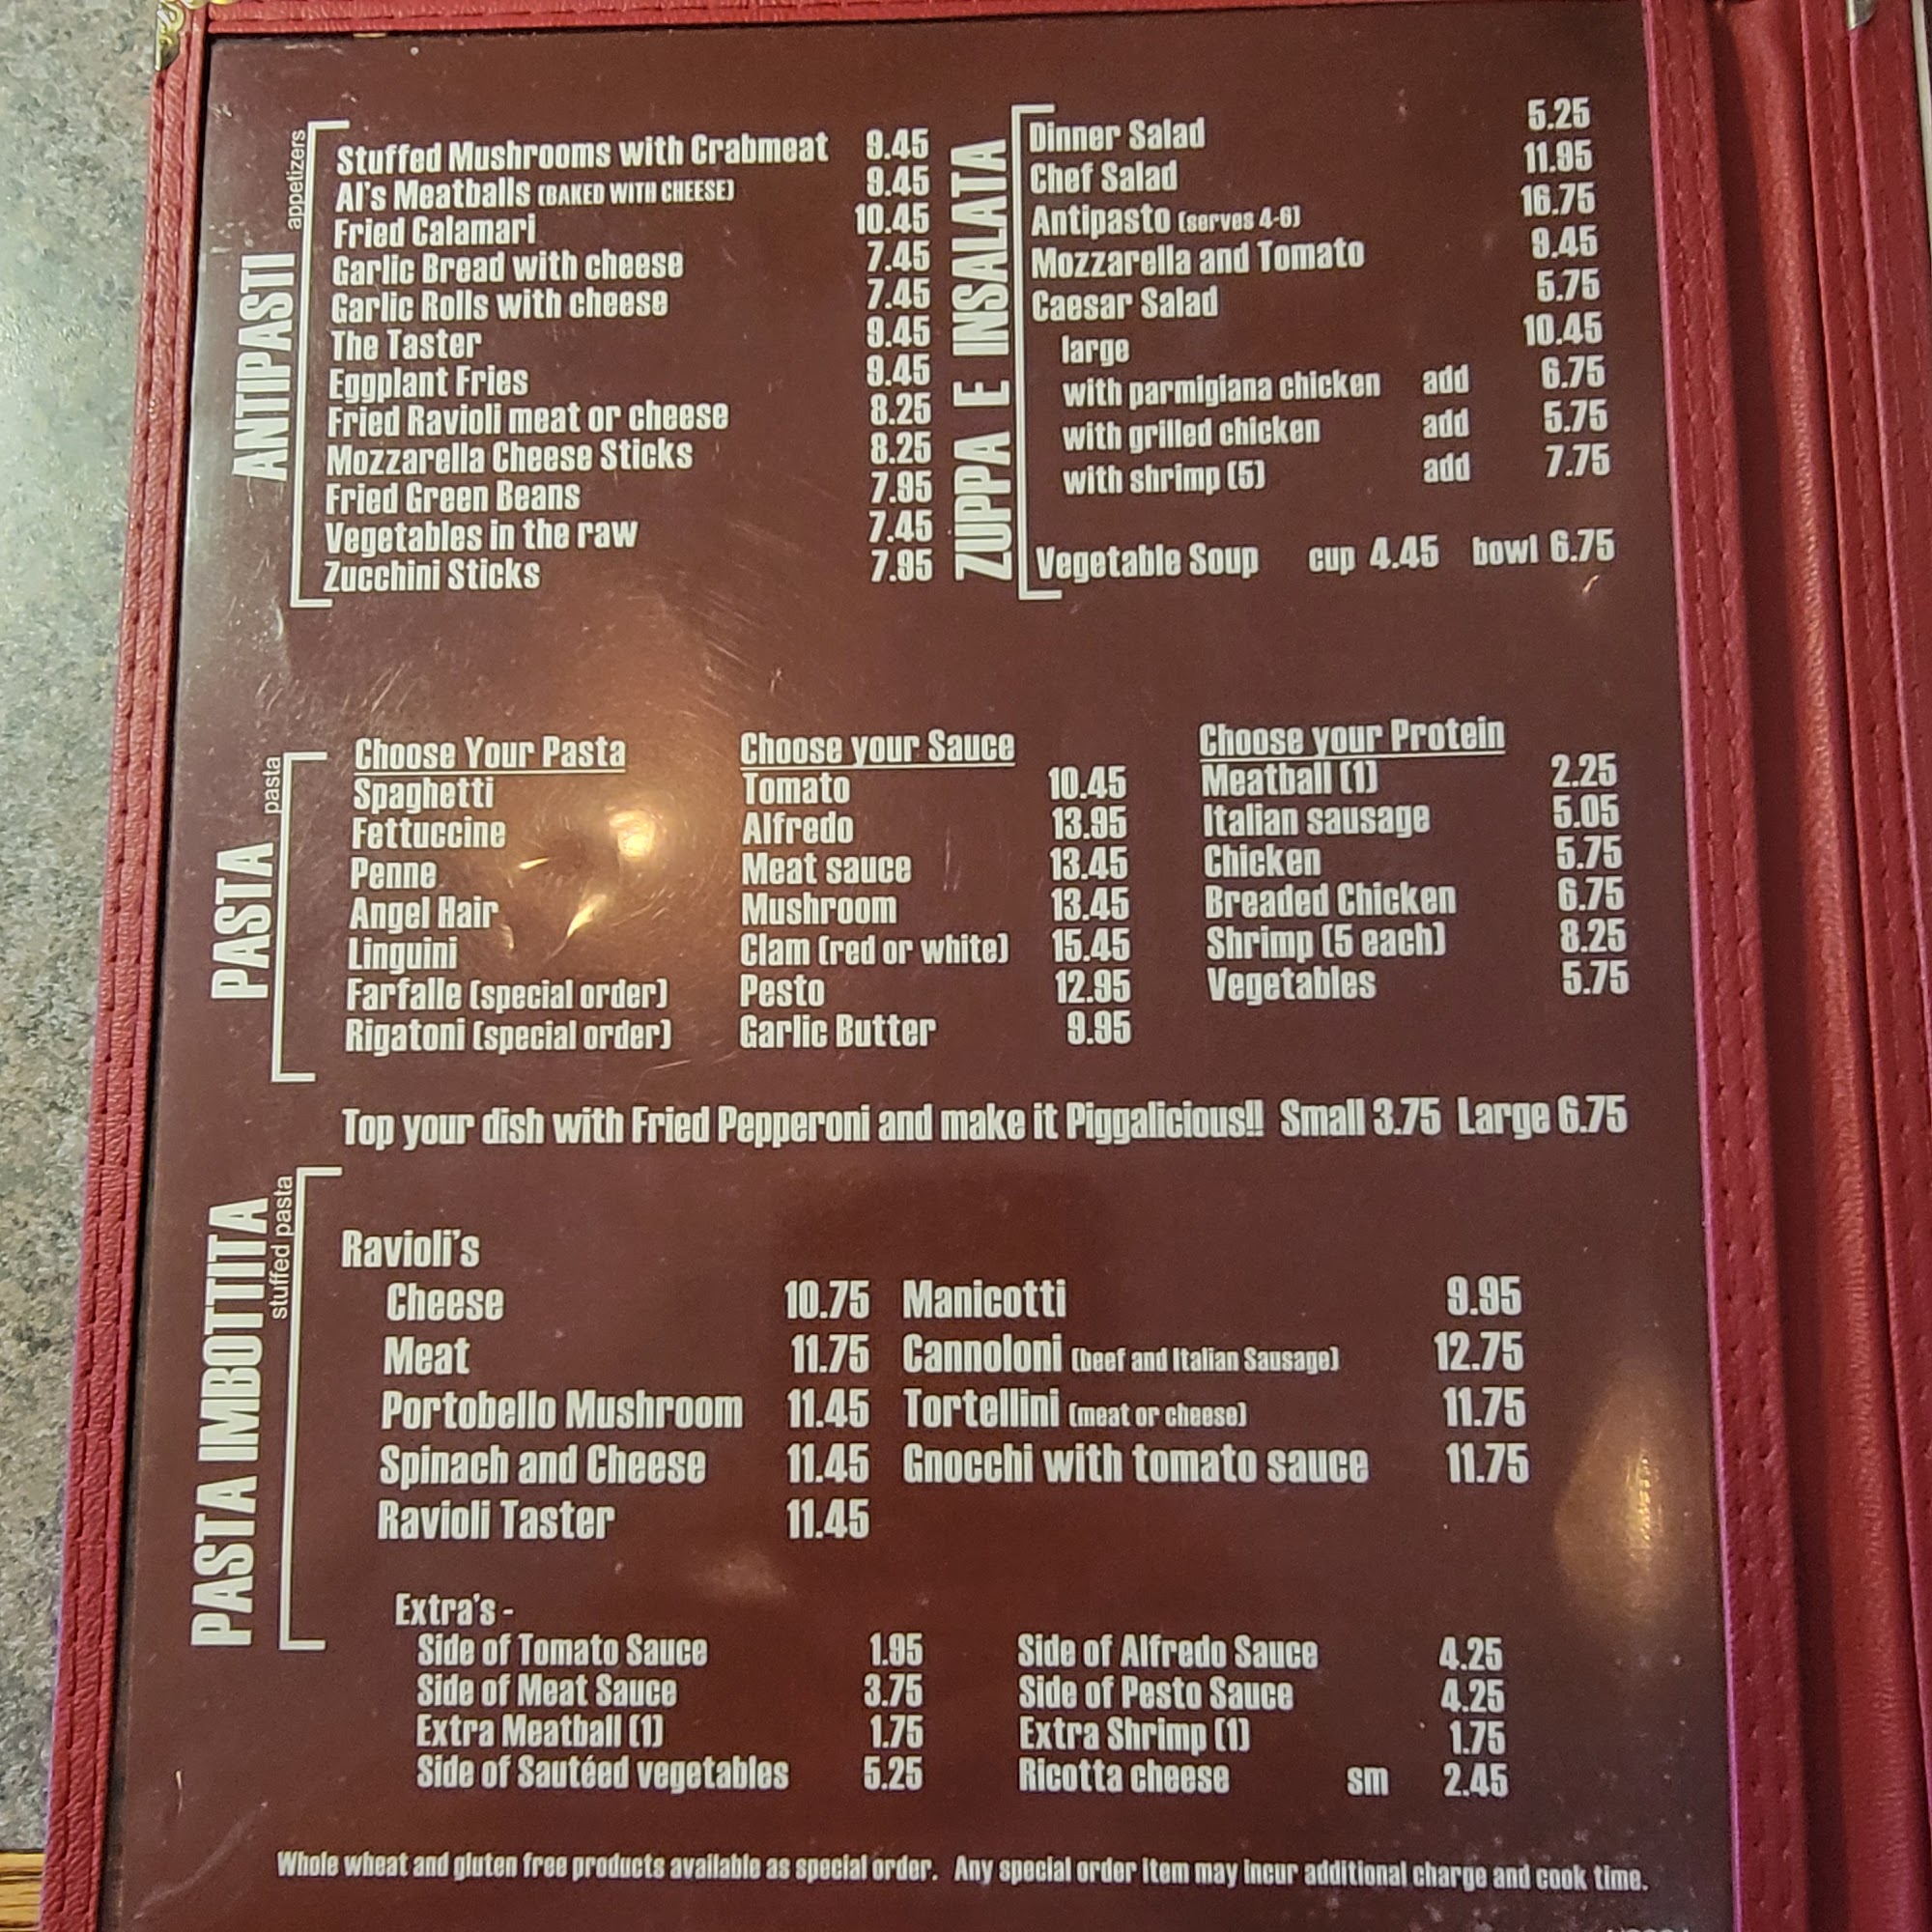 ANTIPASTI
appetizers
Stuffed Mushrooms with Crabmeat 9.45
Al's Meatballs (BAKED WITH CHEESE) 9.45
Fried Calamari 10.45
Garlic Bread with cheese 7.45
Garlic Rolls with cheese 7.45
The Taster 9.45
Eggplant Fries 9.45
Fried Ravioli meat or cheese 8.25
Mozzarella Cheese Sticks 8.25
Fried Green Beans 7.95
Vegetables in the raw 7.45
Zucchini Sticks 7.95
ZUPPA E INSALATA
Dinner Salad 5.25
Chef Salad 11.95
Antipasto (serves 4-6) 16.75
Mozzarella and Tomato 9.45
Caesar Salad 5.75
large 10.45
with parmigiana chicken add 6.75
with grilled chicken add 5.75
with shrimp (5) add 7.75
Vegetable Soup cup 4.45 bowl 6.75
PASTA
pasta
Choose Your Pasta
Spaghetti
Fettuccine
Penne
Angel Hair
Linguini
Farfalle (special order)
Rigatoni (special order)
Choose your Sauce
Tomato 10.45
Alfredo 13.95
Meat sauce 13.45
Mushroom 13.45
Clam (red or white) 15.45
Pesto 12.95
Garlic Butter 9.95
Choose your Protein
Meatball (1) 2.25
Italian sausage 5.05
Chicken 5.75
Breaded Chicken 6.75
Shrimp (5 each) 8.25
Vegetables 5.75
Top your dish with Fried Pepperoni and make it Piggalicious!! Small 3.75 Large 6.75
PASTA IMBOTTITA
stuffed pasta
Ravioli's
Cheese 10.75
Meat 11.75
Portobello Mushroom 11.45
Spinach and Cheese 11.45
Ravioli Taster 11.45
Manicotti 9.95
Cannoloni (beef and Italian Sausage) 12.75
Tortellini (meat or cheese) 11.75
Gnocchi with tomato sauce 11.75
Extra's -
Side of Tomato Sauce 1.95
Side of Meat Sauce 3.75
Extra Meatball (1) 1.75
Side of Sautéed vegetables 5.25
Side of Alfredo Sauce 4.25
Side of Pesto Sauce 4.25
Extra Shrimp (1) 1.75
Ricotta cheese sm 2.45
Whole wheat and gluten free products available as special order. Any special order item may incur additional charge and cook time.